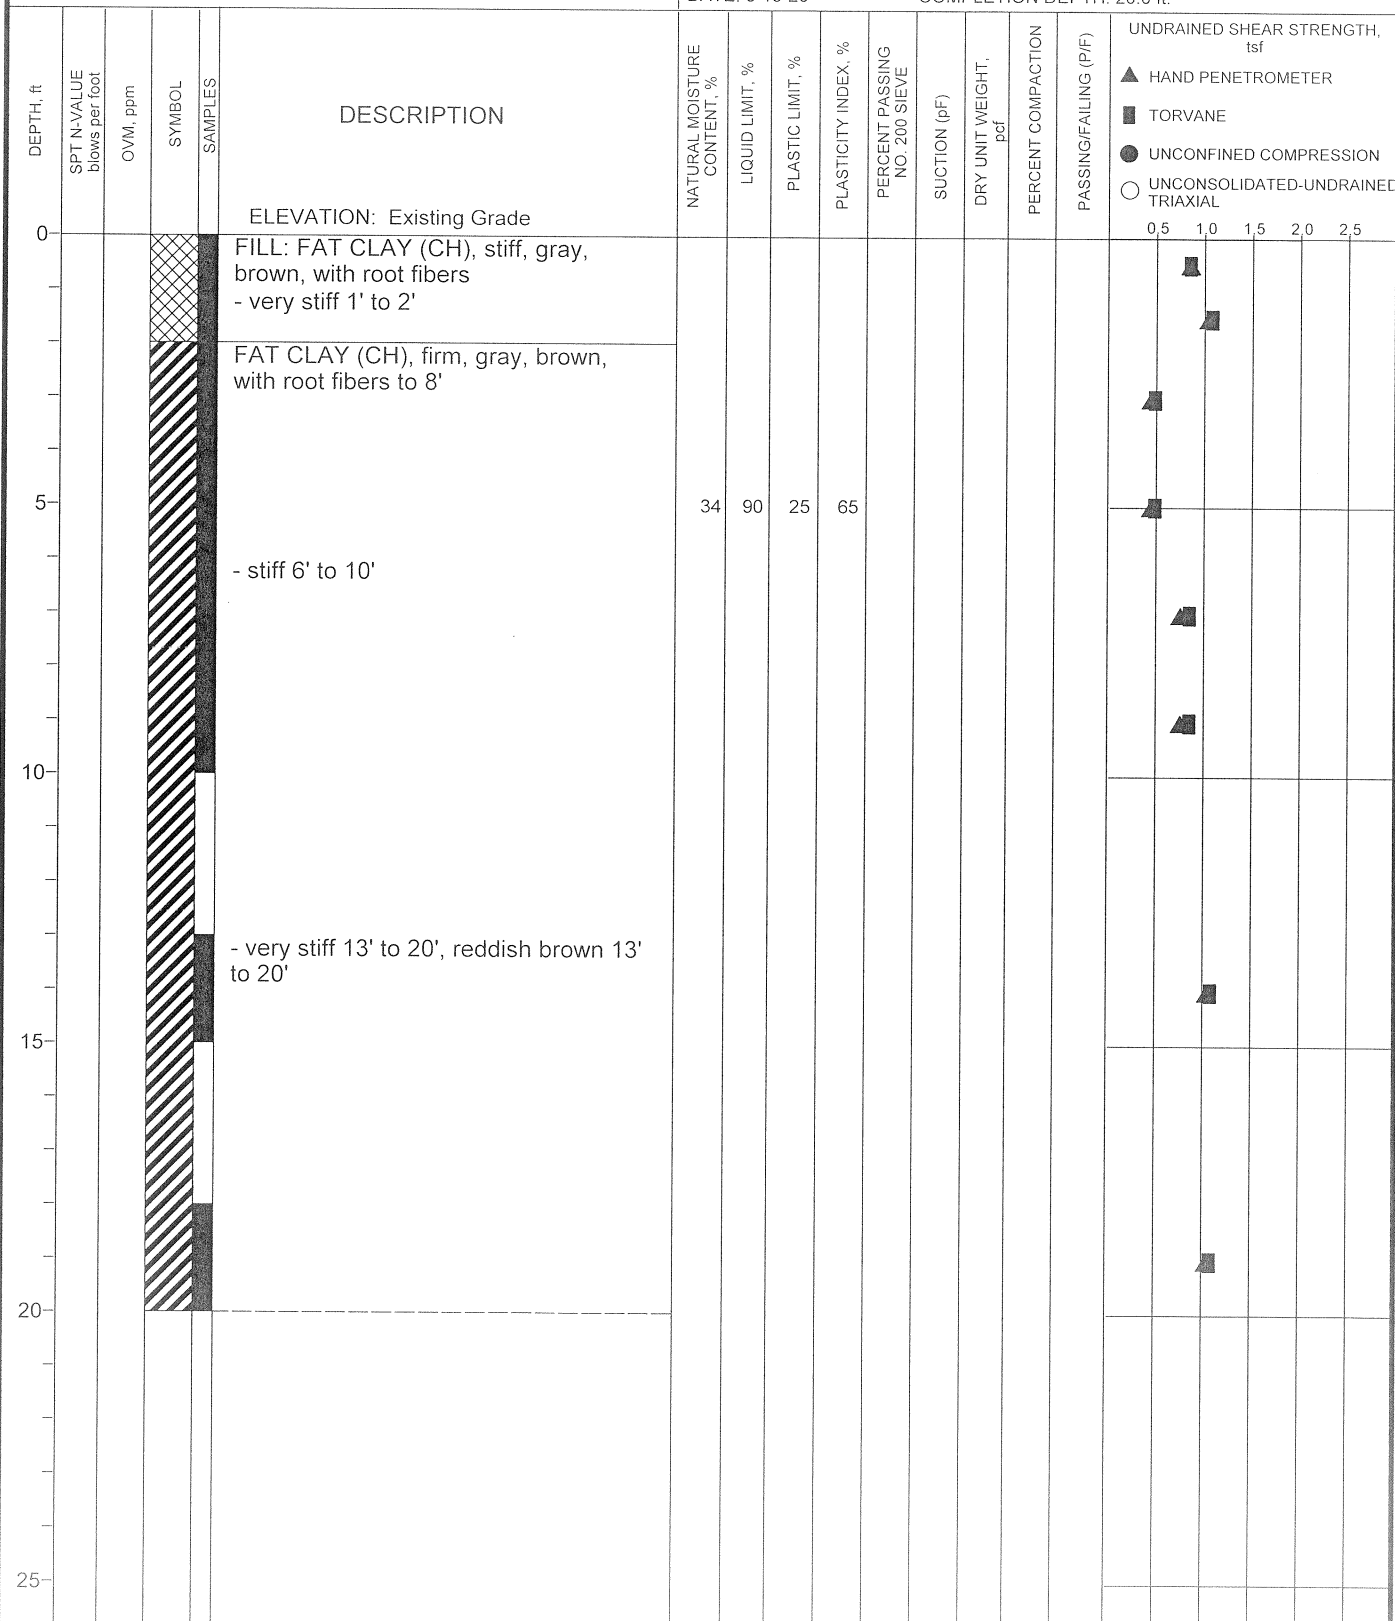 DEPTH, ft
SPT N-VALUE
blows per foot
OVM, ppm
SYMBOL
SAMPLES
DESCRIPTION
ELEVATION: Existing Grade
NATURAL MOISTURE
CONTENT, %
LIQUID LIMIT, %
PLASTIC LIMIT, %
PLASTICITY INDEX, %
PERCENT PASSING
NO. 200 SIEVE
SUCTION (pF)
DRY UNIT WEIGHT,
pcf
PERCENT COMPACTION
PASSING/FAILING (P/F)
UNDRAINED SHEAR STRENGTH,
tsf
HAND PENETROMETER
TORVANE
UNCONFINED COMPRESSION
UNCONSOLIDATED-UNDRAINED
TRIAXIAL
0.5 1.0 1.5 2.0 2.5
0
FILL: FAT CLAY (CH), stiff, gray,
brown, with root fibers
- very stiff 1' to 2'
FAT CLAY (CH), firm, gray, brown,
with root fibers to 8'
5
34 90 25 65
- stiff 6' to 10'
10
- very stiff 13' to 20', reddish brown 13'
to 20'
15
20
25